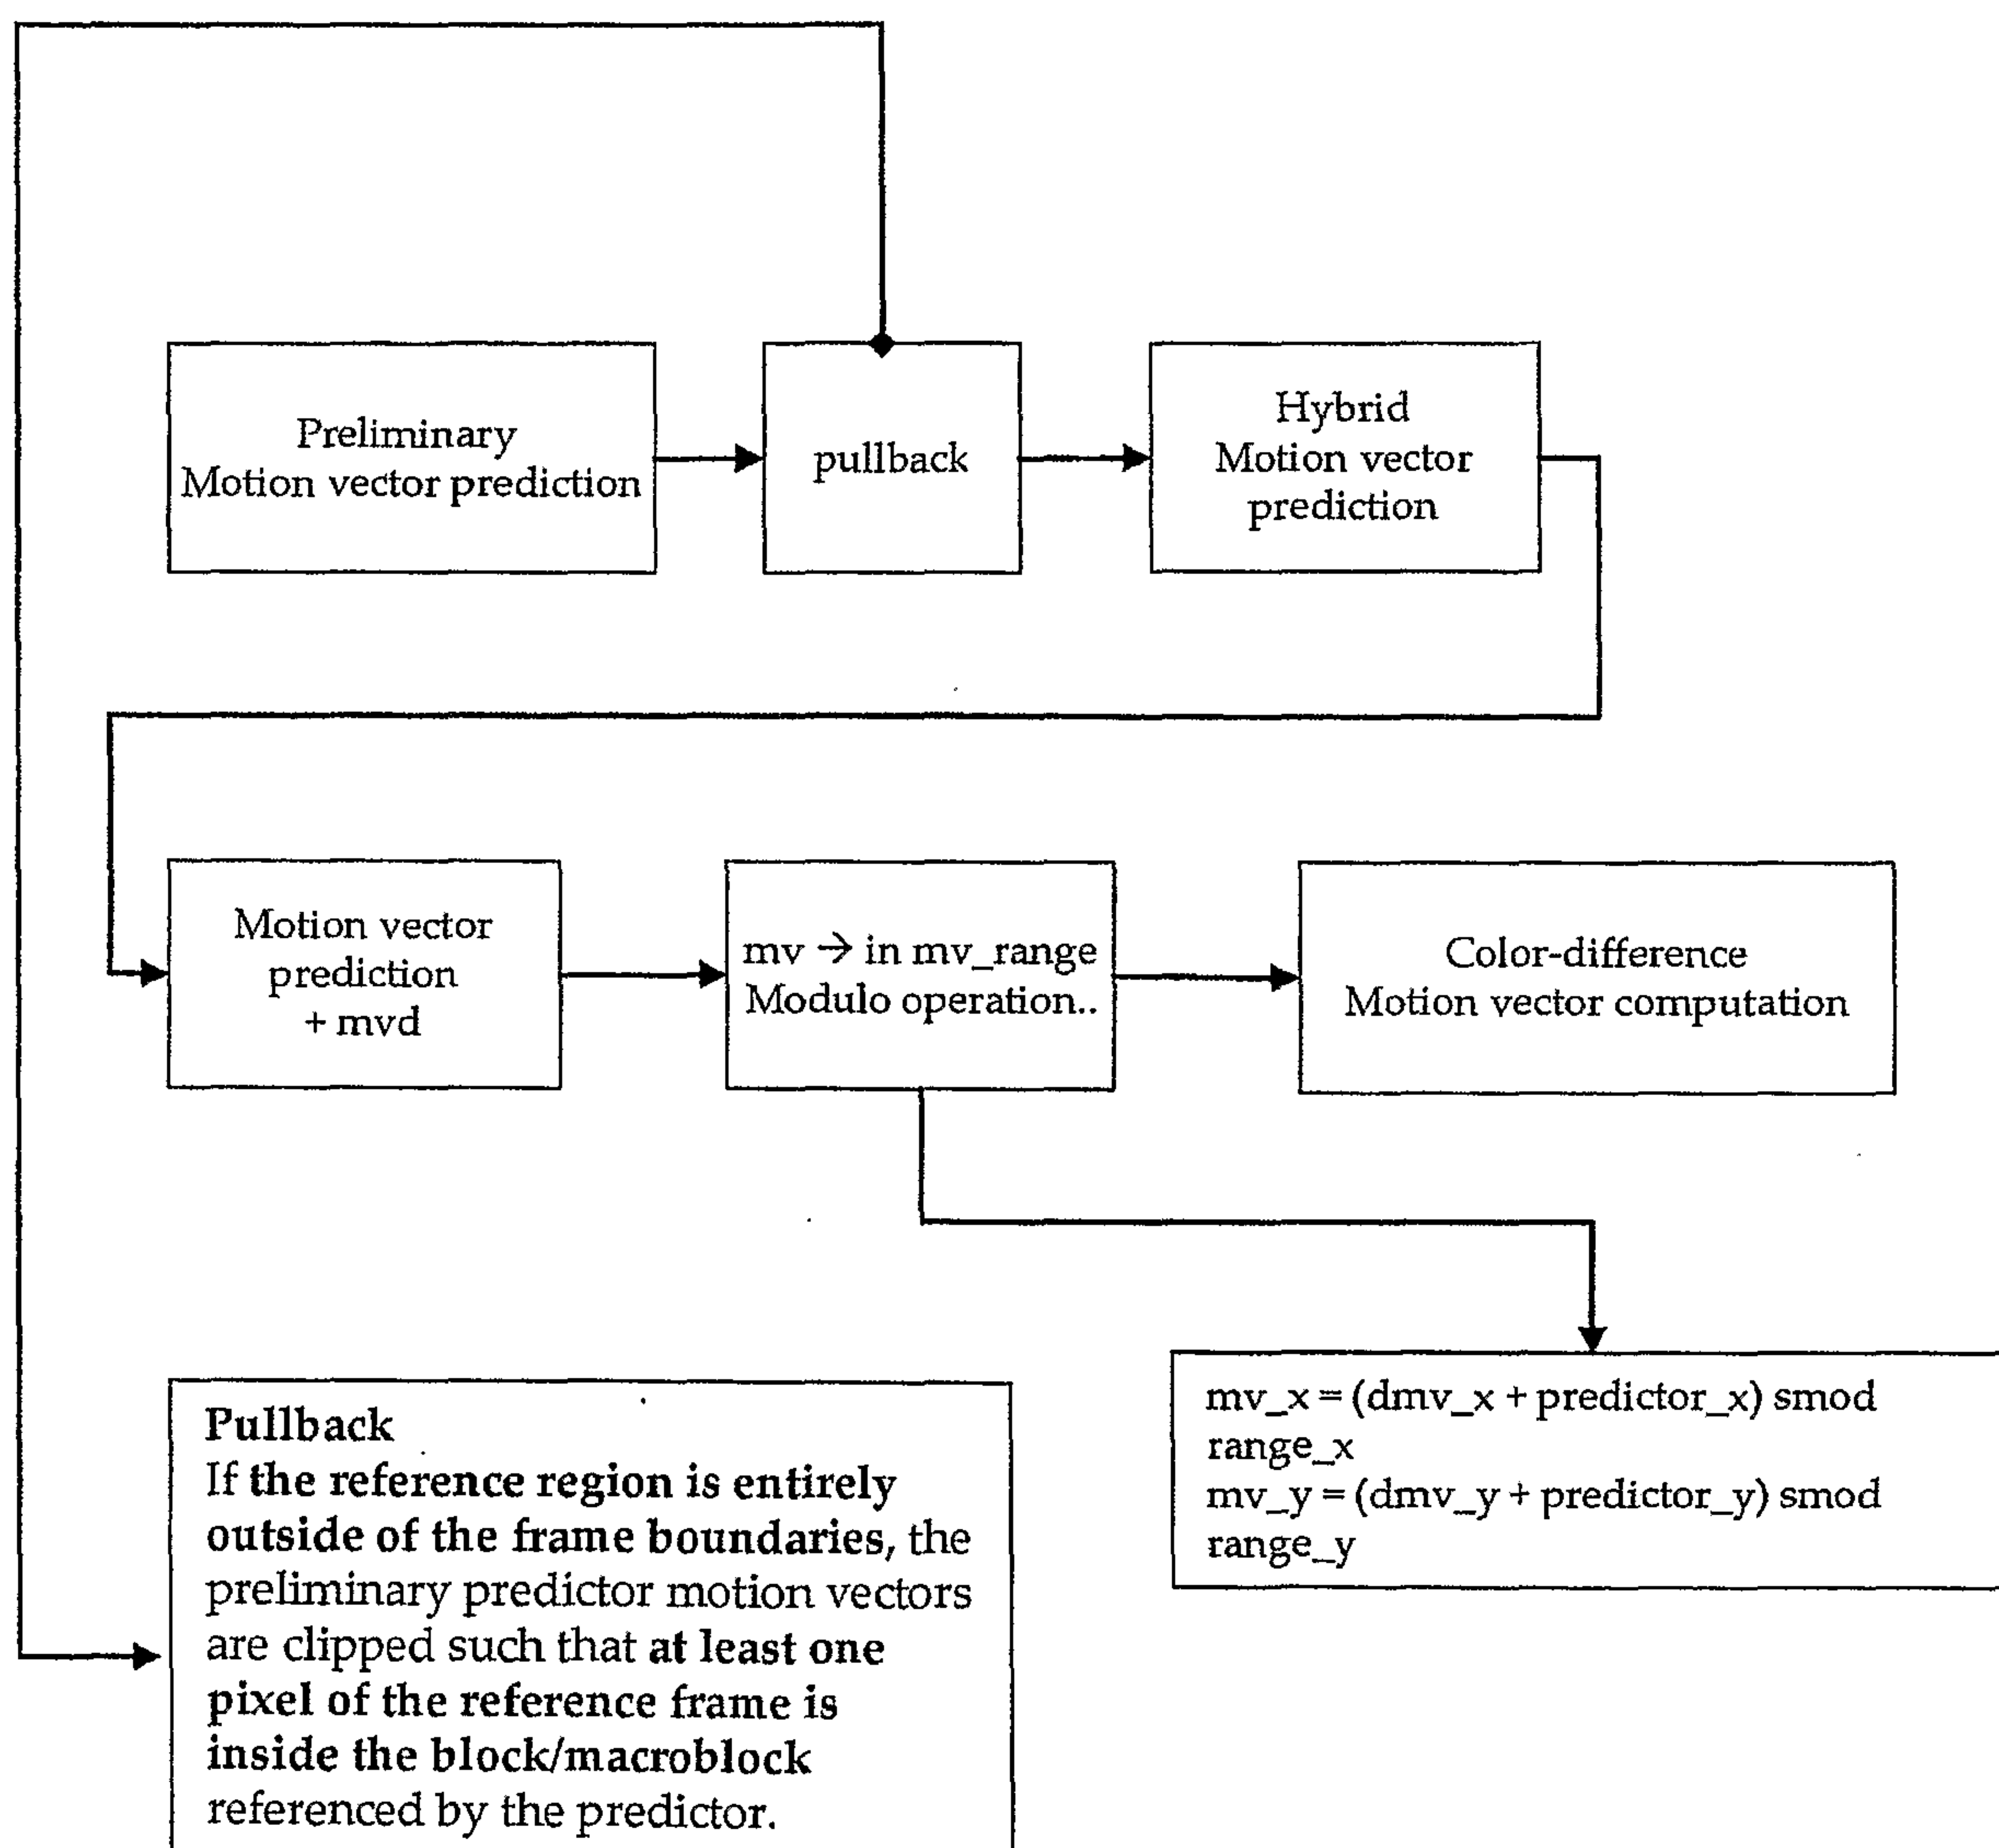 Preliminary
Motion vector prediction
pullback
Hybrid
Motion vector
prediction
Motion vector
prediction
+ mvd
mv → in mv_range
Modulo operation..
Color-difference
Motion vector computation
mv_x = (dmv_x + predictor_x) smod
range_x
mv_y = (dmv_y + predictor_y) smod
range_y
Pullback
If the reference region is entirely
outside of the frame boundaries, the
preliminary predictor motion vectors
are clipped such that at least one
pixel of the reference frame is
inside the block/macroblock
referenced by the predictor.